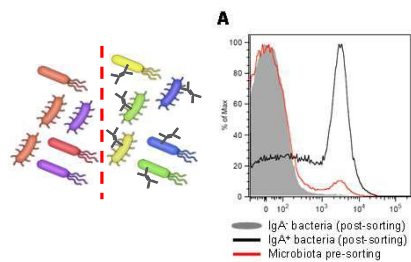 A
100
80
60
40
20
0
% of Max
0 10² 10³ 10⁴ 10⁵
IgA⁻ bacteria (post-sorting)
IgA⁺ bacteria (post-sorting)
Microbiota pre-sorting